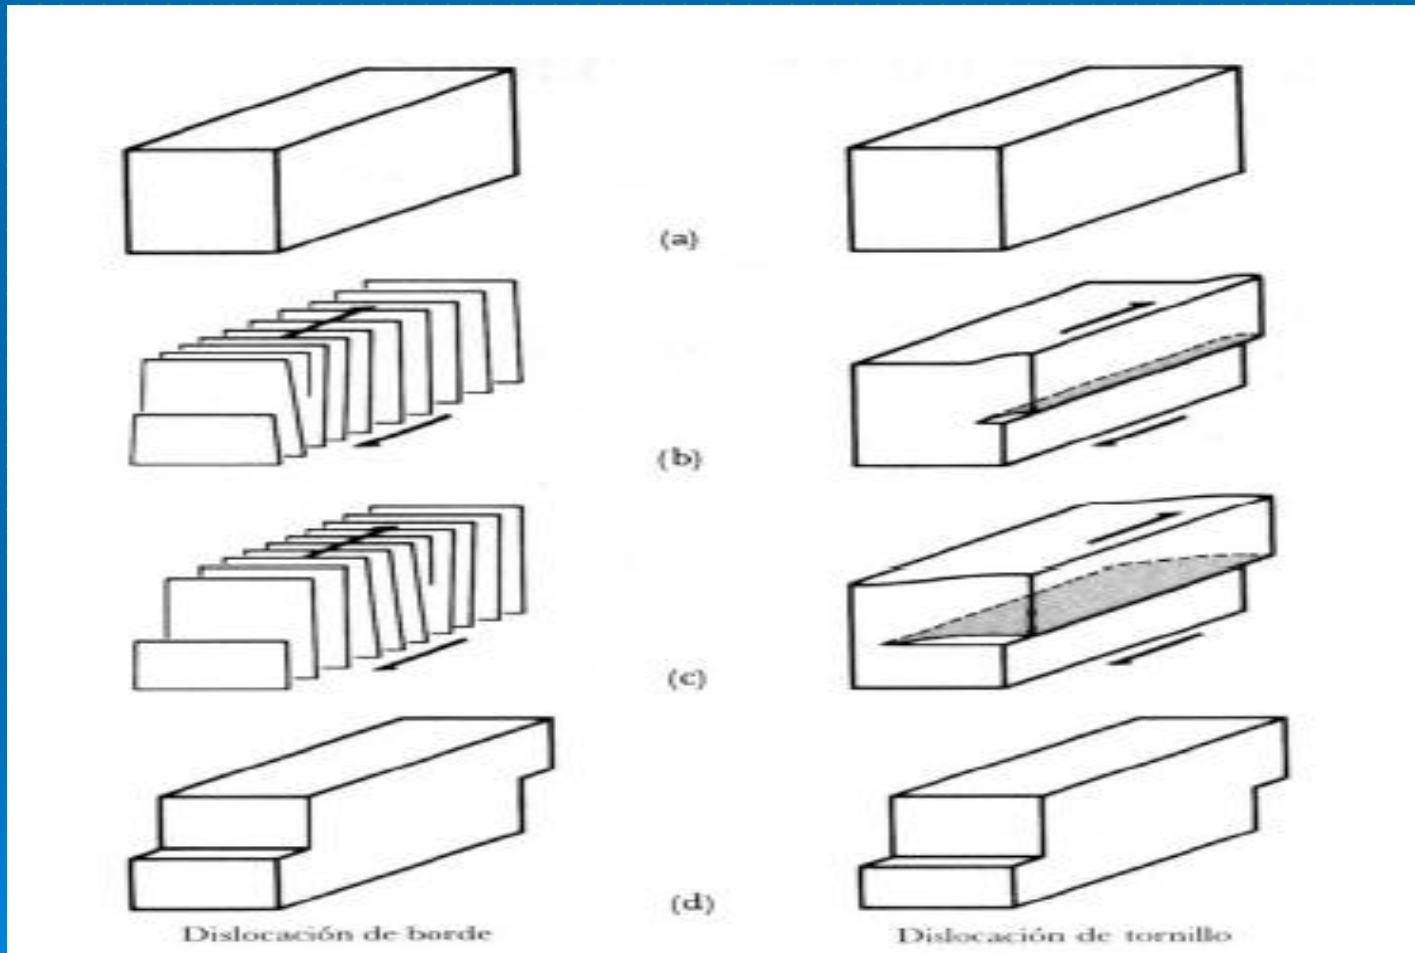 (a)
(b)
(c)
(d)
Dislocación de borde
Dislocación de tornillo